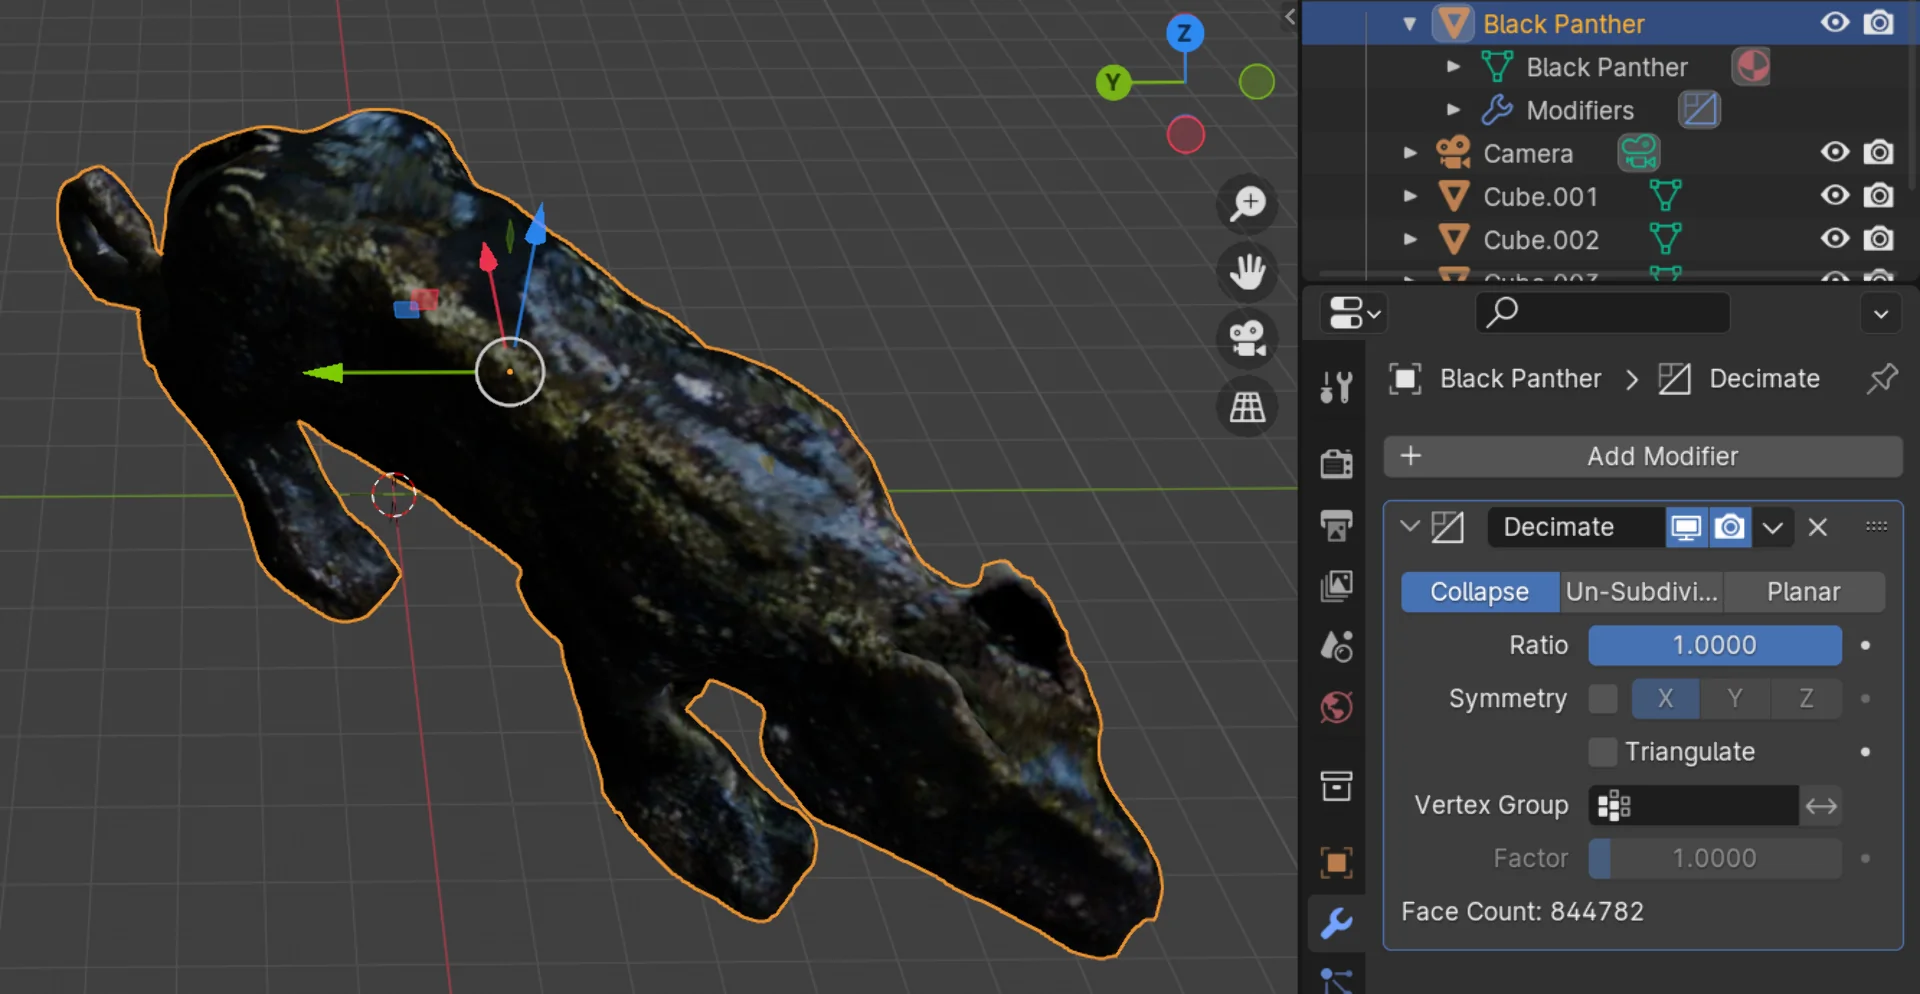 Z
Y
Black Panther
Black Panther
Modifiers
Camera
Cube.001
Cube.002
Black Panther
Decimate
Add Modifier
Decimate
Collapse Un-Subdivi... Planar
Ratio 1.0000
Symmetry X Y Z
Triangulate
Vertex Group
Factor 1.0000
Face Count: 844782